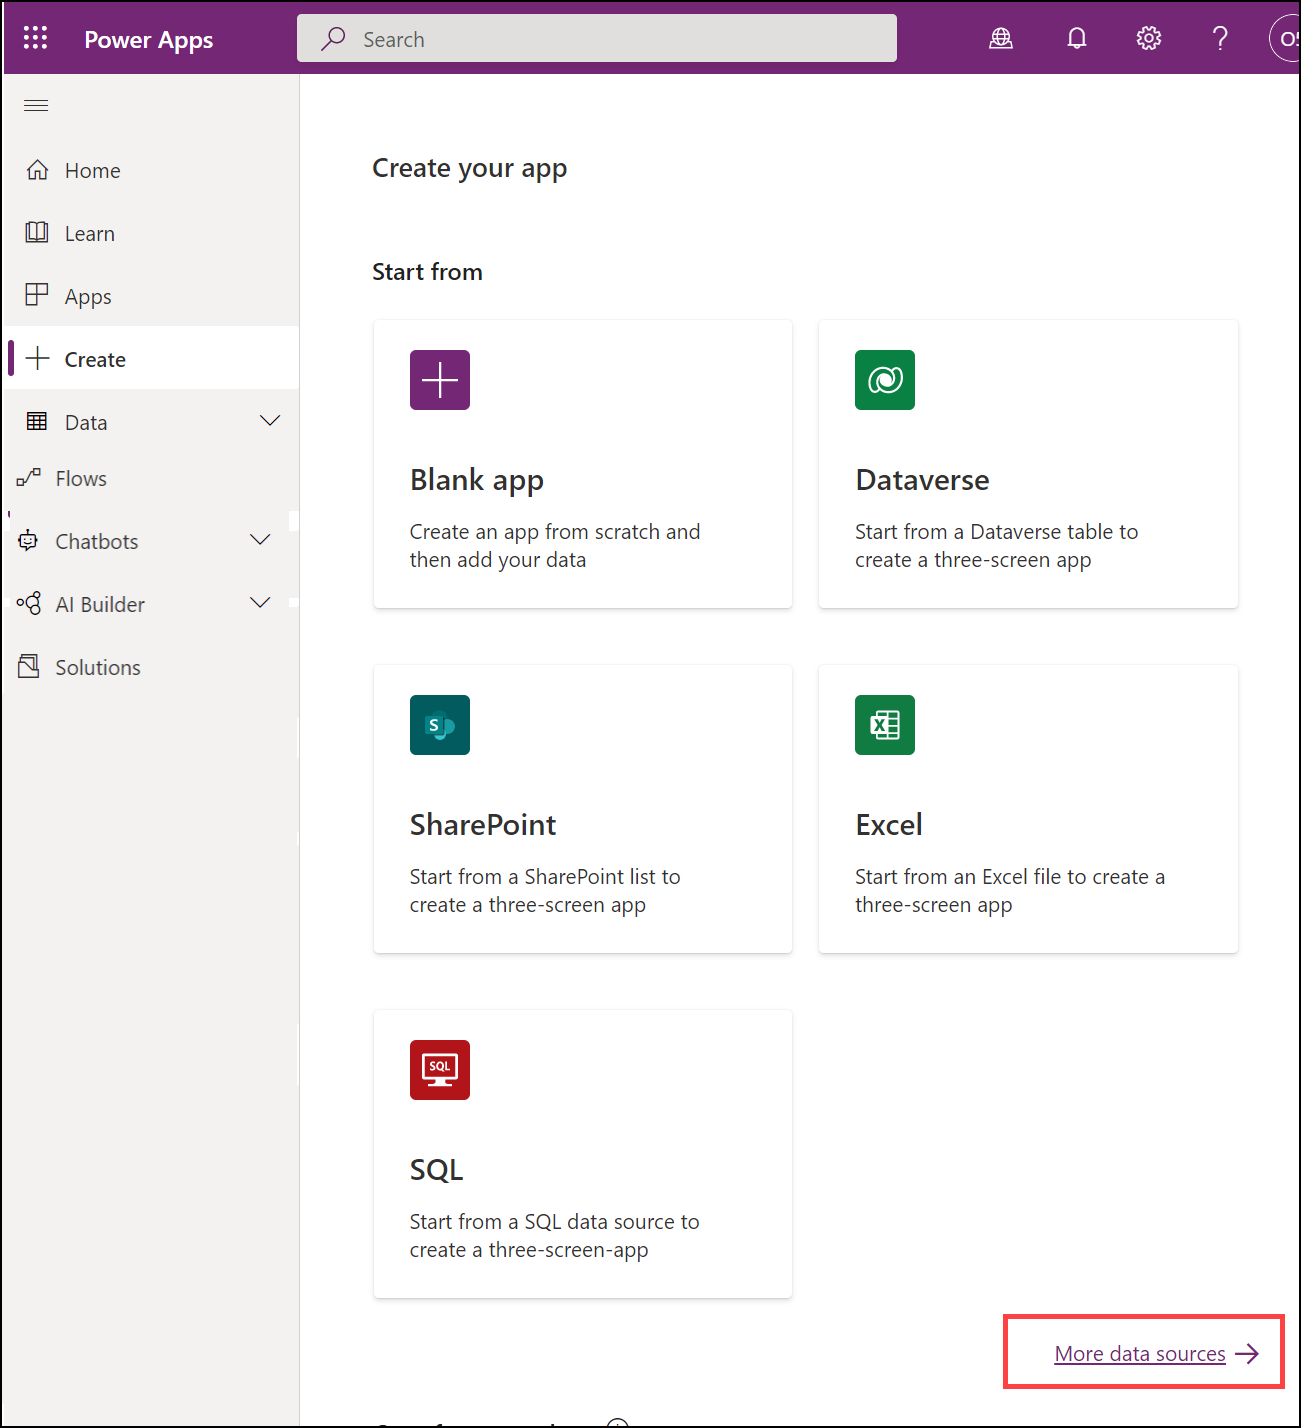 Power Apps
Search
Home
Learn
Apps
Create
Data
Flows
Chatbots
AI Builder
Solutions
Create your app
Start from
Blank app
Create an app from scratch and
then add your data
Dataverse
Start from a Dataverse table to
create a three-screen app
SharePoint
Start from a SharePoint list to
create a three-screen app
Excel
Start from an Excel file to create a
three-screen app
SQL
SQL
Start from a SQL data source to
create a three-screen-app
More data sources